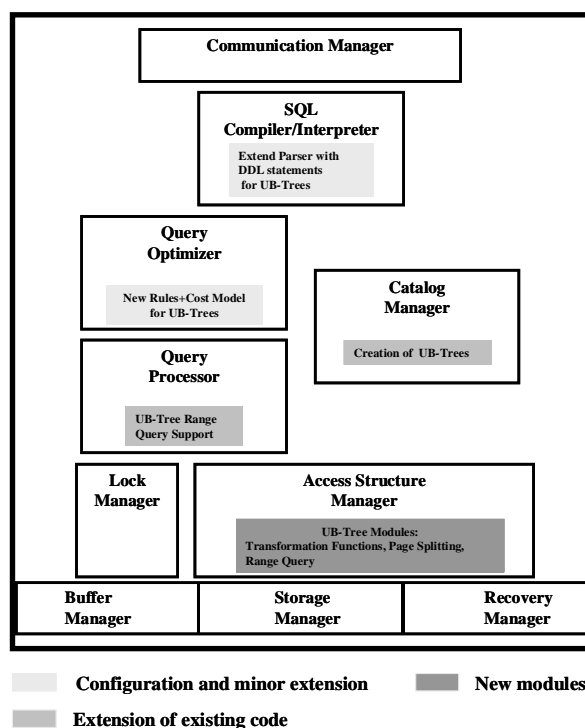 Communication Manager
SQL
Compiler/Interpreter
Extend Parser with
DDL statements
for UB-Trees
Query
Optimizer
New Rules+Cost Model
for UB-Trees
Catalog
Manager
Creation of UB-Trees
Query
Processor
UB-Tree Range
Query Support
Lock
Manager
Access Structure
Manager
UB-Tree Modules:
Transformation Functions, Page Splitting,
Range Query
Buffer
Manager
Storage
Manager
Recovery
Manager
Configuration and minor extension
New modules
Extension of existing code